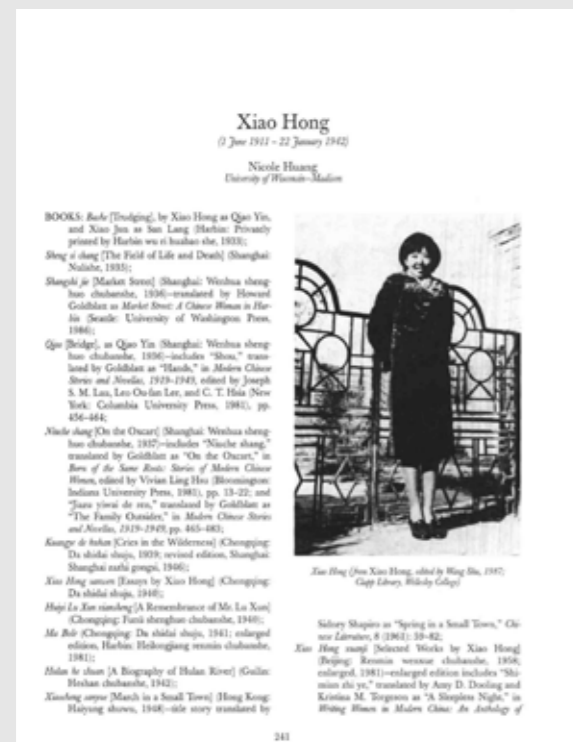 Xiao Hong
(1 June 1911 – 22 January 1942)
Nicole Huang
University of Wisconsin–Madison
BOOKS: Bashe [Trudging], by Xiao Hong as Qiao Yin,
and Xiao Jun as San Lang (Harbin: Privately
printed by Harbin wu ri huabao she, 1933);
Sheng si chang [The Field of Life and Death] (Shanghai:
Nulishe, 1935);
Shangshi jie [Market Street] (Shanghai: Wenhua sheng-
huo chubanshe, 1936)–translated by Howard
Goldblatt as Market Street: A Chinese Woman in Har-
bin (Seattle: University of Washington Press,
1986);
Qiao [Bridge], as Qiao Yin (Shanghai: Wenhua sheng-
huo chubanshe, 1936)–includes "Shou," trans-
lated by Goldblatt as "Hands," in Modern Chinese
Stories and Novellas, 1919–1949, edited by Joseph
S. M. Lau, Leo Ou-fan Lee, and C. T. Hsia (New
York: Columbia University Press, 1981), pp.
456–464;
Niuche shang [On the Oxcart] (Shanghai: Wenhua sheng-
huo chubanshe, 1937)–includes "Niuche shang,"
translated by Goldblatt as "On the Oxcart," in
Born of the Same Roots: Stories of Modern Chinese
Women, edited by Vivian Ling Hsu (Bloomington:
Indiana University Press, 1981), pp. 13–22; and
"Jiazu yiwai de ren," translated by Goldblatt as
"The Family Outsider," in Modern Chinese Stories
and Novellas, 1919–1949, pp. 465–483;
Kuangye de huhan [Cries in the Wilderness] (Chongqing:
Da shidai shuju, 1939; revised edition, Shanghai:
Shanghai zazhi gongsi, 1946);
Xiao Hong sanwen [Essays by Xiao Hong] (Chongqing:
Da shidai shuju, 1940);
Huiyi Lu Xun xiansheng [A Remembrance of Mr. Lu Xun]
(Chongqing: Funü shenghuo chubanshe, 1940);
Ma Bole (Chongqing: Da shidai shuju, 1941; enlarged
edition, Harbin: Heilongjiang renmin chubanshe,
1981);
Hulan he zhuan [A Biography of Hulan River] (Guilin:
Heshan chubanshe, 1942);
Xiaocheng sanyue [March in a Small Town] (Hong Kong:
Haiyang shuwu, 1948)–title story translated by
Xiao Hong (from Xiao Hong, edited by Wang Shu, 1987;
Clapp Library, Wellesley College)
Sidney Shapiro as "Spring in a Small Town," Chi-
nese Literature, 8 (1961): 59–82;
Xiao Hong xuanji [Selected Works by Xiao Hong]
(Beijing: Renmin wenxue chubanshe, 1958;
enlarged, 1981)–enlarged edition includes "Shi-
mian zhi ye," translated by Amy D. Dooling and
Kristina M. Torgeson as "A Sleepless Night," in
Writing Women in Modern China: An Anthology of
241